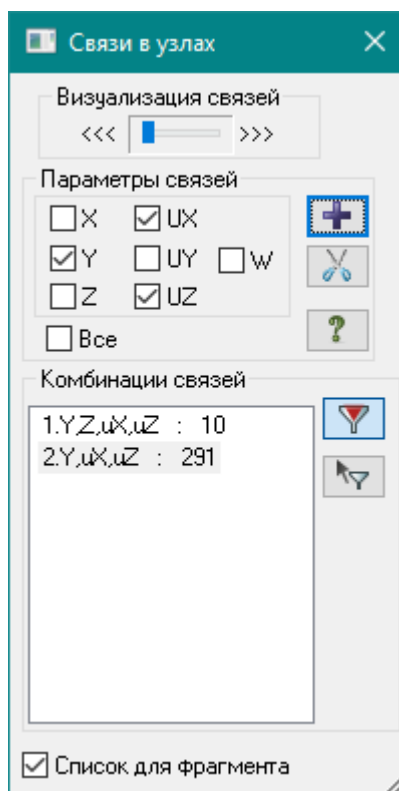 Связи в узлах
Визуализация связей
<<< >>>
Параметры связей
X UX
Y UY W
Z UZ
Все
Комбинации связей
1.Y,Z,uX,uZ : 10
2.Y,uX,uZ : 291
Список для фрагмента